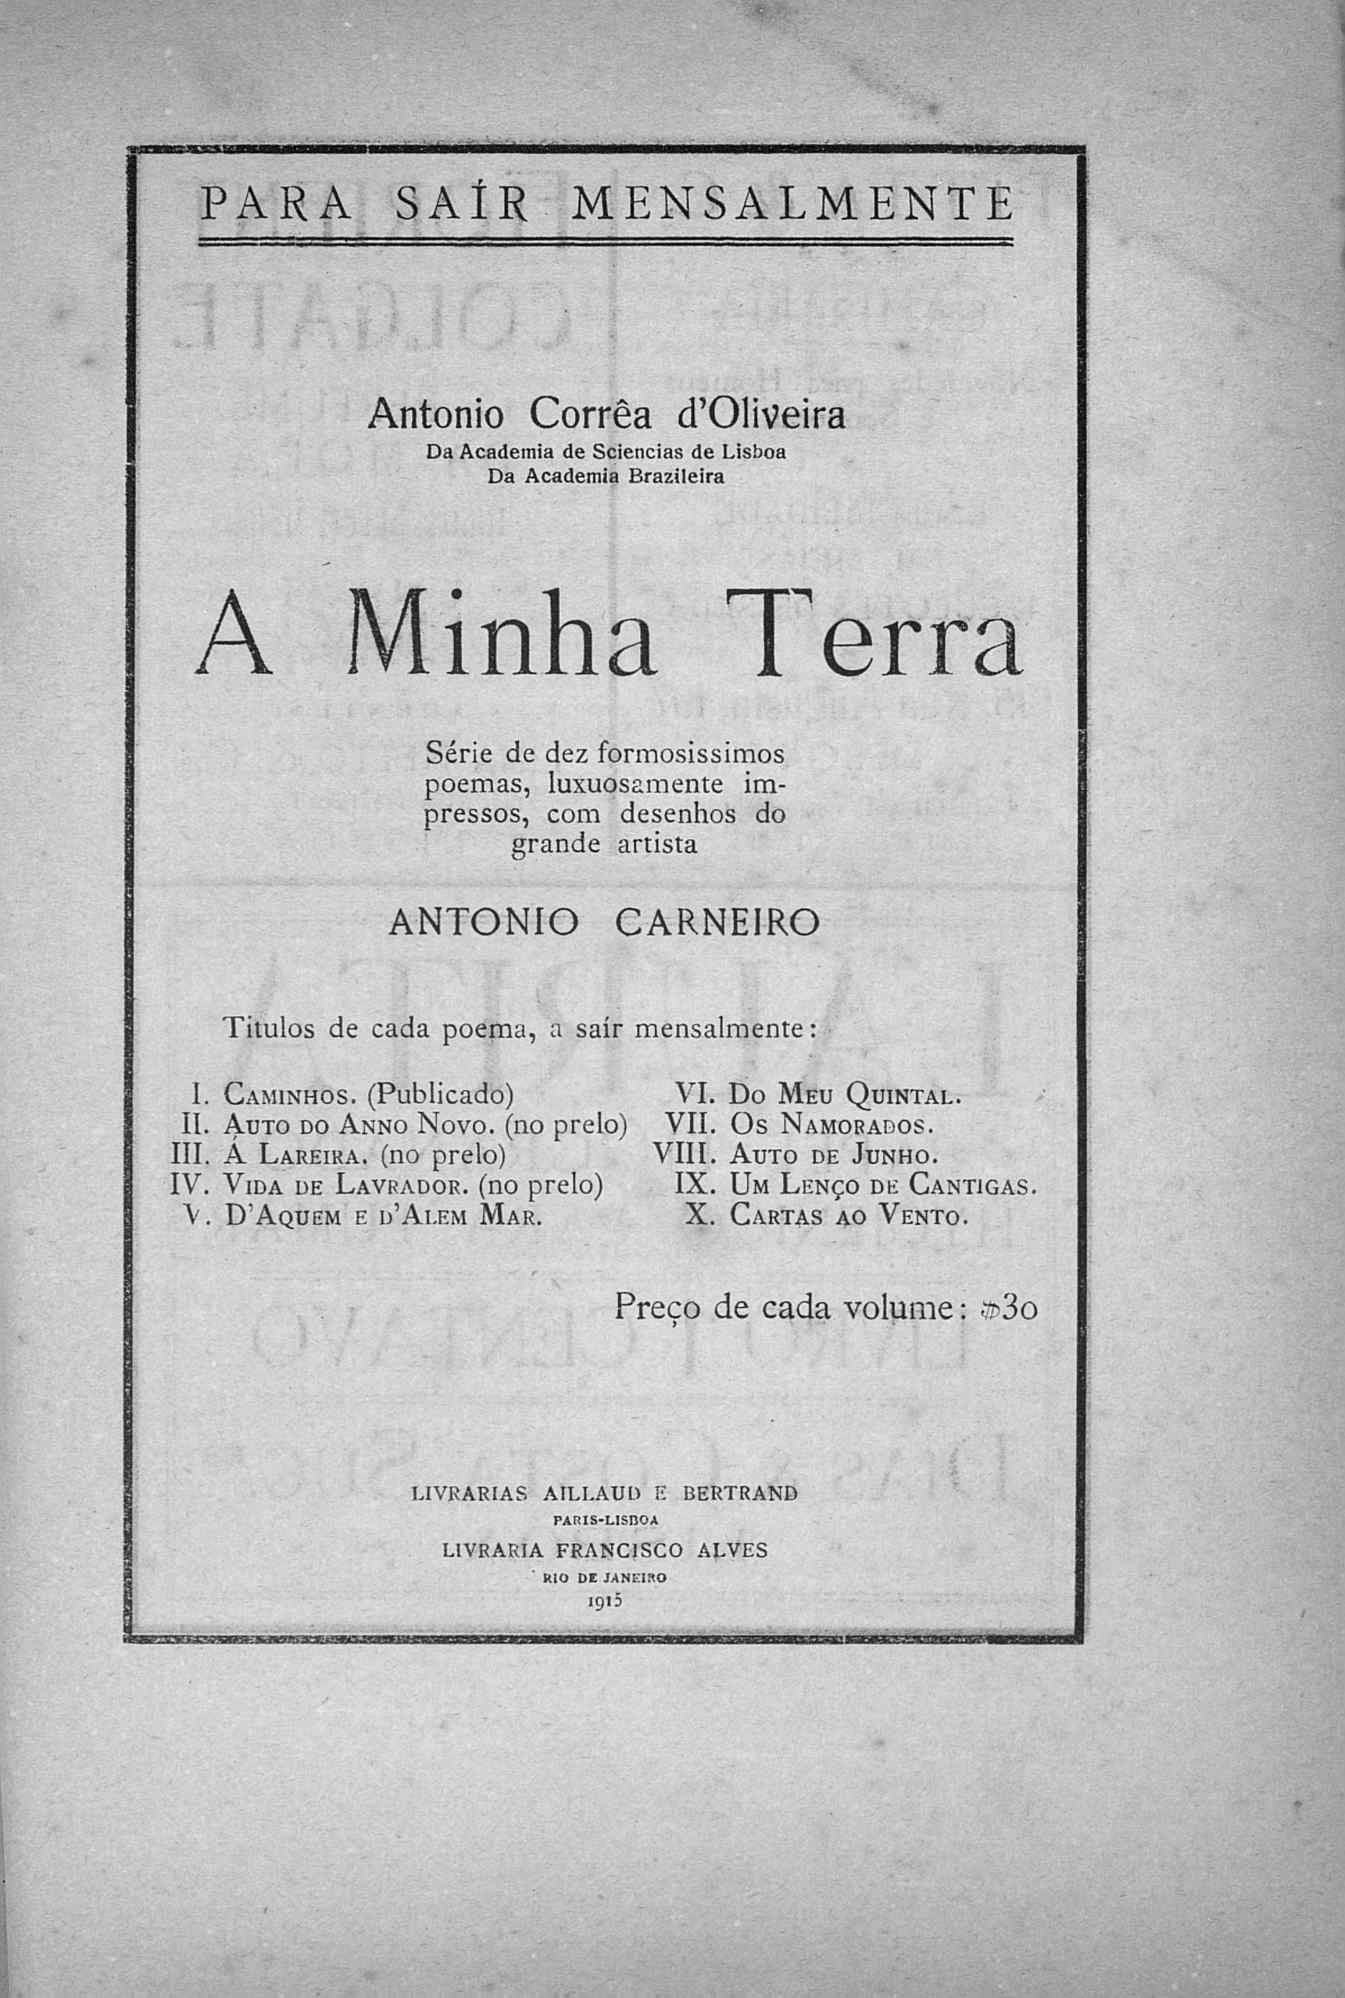 PARA SAÍR MENSALMENTE
Antonio Corrêa d'Oliveira
Da Academia de Sciencias de Lisboa
Da Academia Brazileira
A Minha Terra
Série de dez formosissimos
poemas, luxuosamente im-
pressos, com desenhos do
grande artista
ANTONIO CARNEIRO
Titulos de cada poema, a saír mensalmente:
I. CAMINHOS. (Publicado)
II. AUTO DO ANNO NOVO. (no prelo)
III. Á LAREIRA. (no prelo)
IV. VIDA DE LAVRADOR. (no prelo)
V. D'AQUEM E D'ALEM MAR.
VI. DO MEU QUINTAL.
VII. OS NAMORADOS.
VIII. AUTO DE JUNHO.
IX. UM LENÇO DE CANTIGAS.
X. CARTAS AO VENTO.
Preço de cada volume: $30
LIVRARIAS AILLAUD E BERTRAND
PARIS-LISBOA
LIVRARIA FRANCISCO ALVES
RIO DE JANEIRO
1915